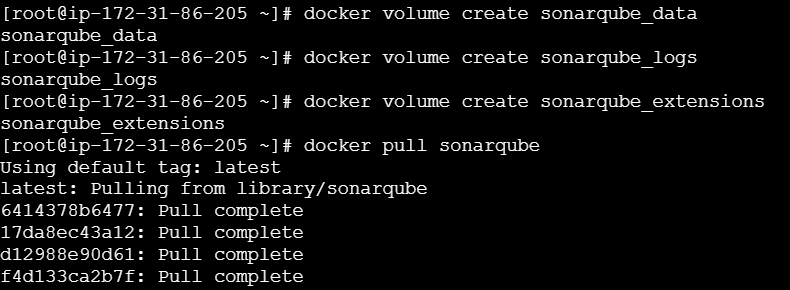 [root@ip-172-31-86-205 ~]# docker volume create sonarqube_data
sonarqube_data
[root@ip-172-31-86-205 ~]# docker volume create sonarqube_logs
sonarqube_logs
[root@ip-172-31-86-205 ~]# docker volume create sonarqube_extensions
sonarqube_extensions
[root@ip-172-31-86-205 ~]# docker pull sonarqube
Using default tag: latest
latest: Pulling from library/sonarqube
6414378b6477: Pull complete
17da8ec43a12: Pull complete
d12988e90d61: Pull complete
f4d133ca2b7f: Pull complete